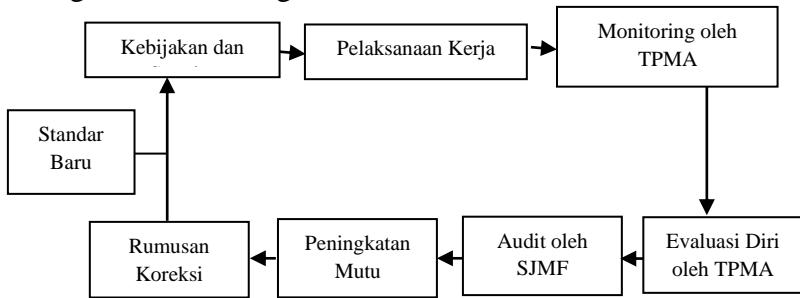 Kebijakan dan
Pelaksanaan Kerja
Monitoring oleh
TPMA
Standar
Baru
Rumusan
Koreksi
Peningkatan
Mutu
Audit oleh
SJMF
Evaluasi Diri
oleh TPMA